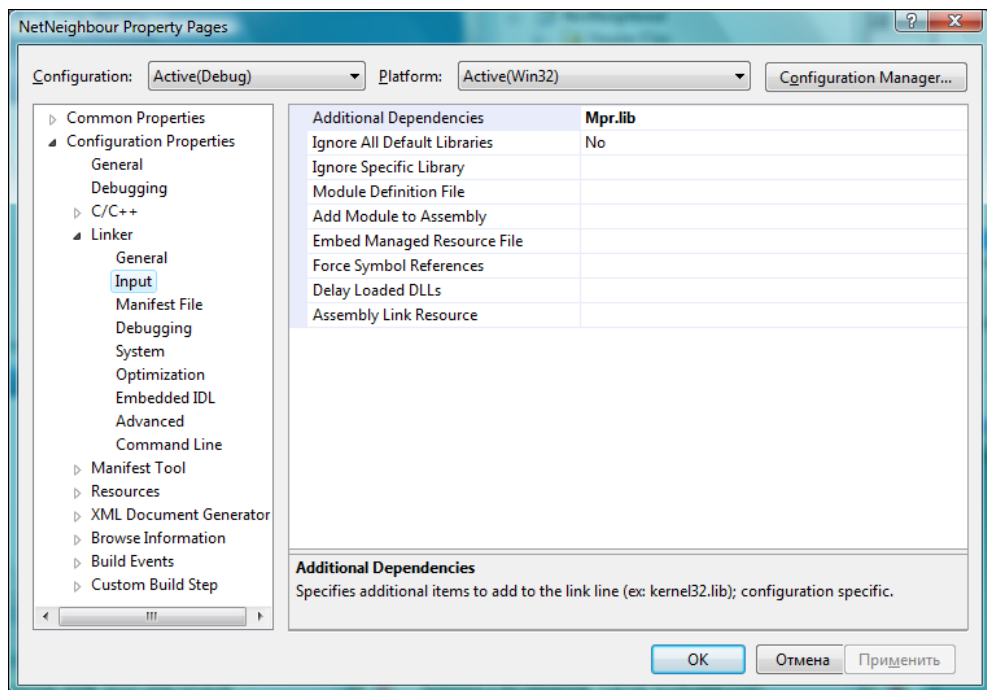 NetNeighbour Property Pages
Configuration: Active(Debug) Platform: Active(Win32) Configuration Manager...
Common Properties
Configuration Properties
General
Debugging
C/C++
Linker
General
Input
Manifest File
Debugging
System
Optimization
Embedded IDL
Advanced
Command Line
Manifest Tool
Resources
XML Document Generator
Browse Information
Build Events
Custom Build Step
Additional Dependencies Mpr.lib
Ignore All Default Libraries No
Ignore Specific Library
Module Definition File
Add Module to Assembly
Embed Managed Resource File
Force Symbol References
Delay Loaded DLLs
Assembly Link Resource
Additional Dependencies
Specifies additional items to add to the link line (ex: kernel32.lib); configuration specific.
OK Отмена Применить